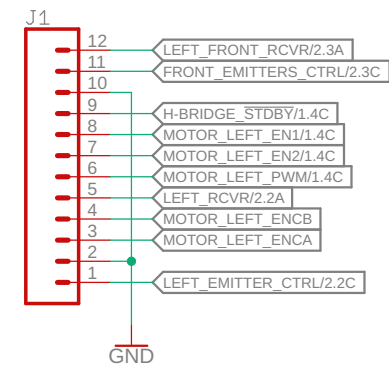 J1
12 LEFT_FRONT_RCVR/2.3A
11 FRONT_EMITTERS_CTRL/2.3C
10
9 H-BRIDGE_STDBY/1.4C
8 MOTOR_LEFT_EN1/1.4C
7 MOTOR_LEFT_EN2/1.4C
6 MOTOR_LEFT_PWM/1.4C
5 LEFT_RCVR/2.2A
4 MOTOR_LEFT_ENCB
3 MOTOR_LEFT_ENCA
2
1 LEFT_EMITTER_CTRL/2.2C
GND